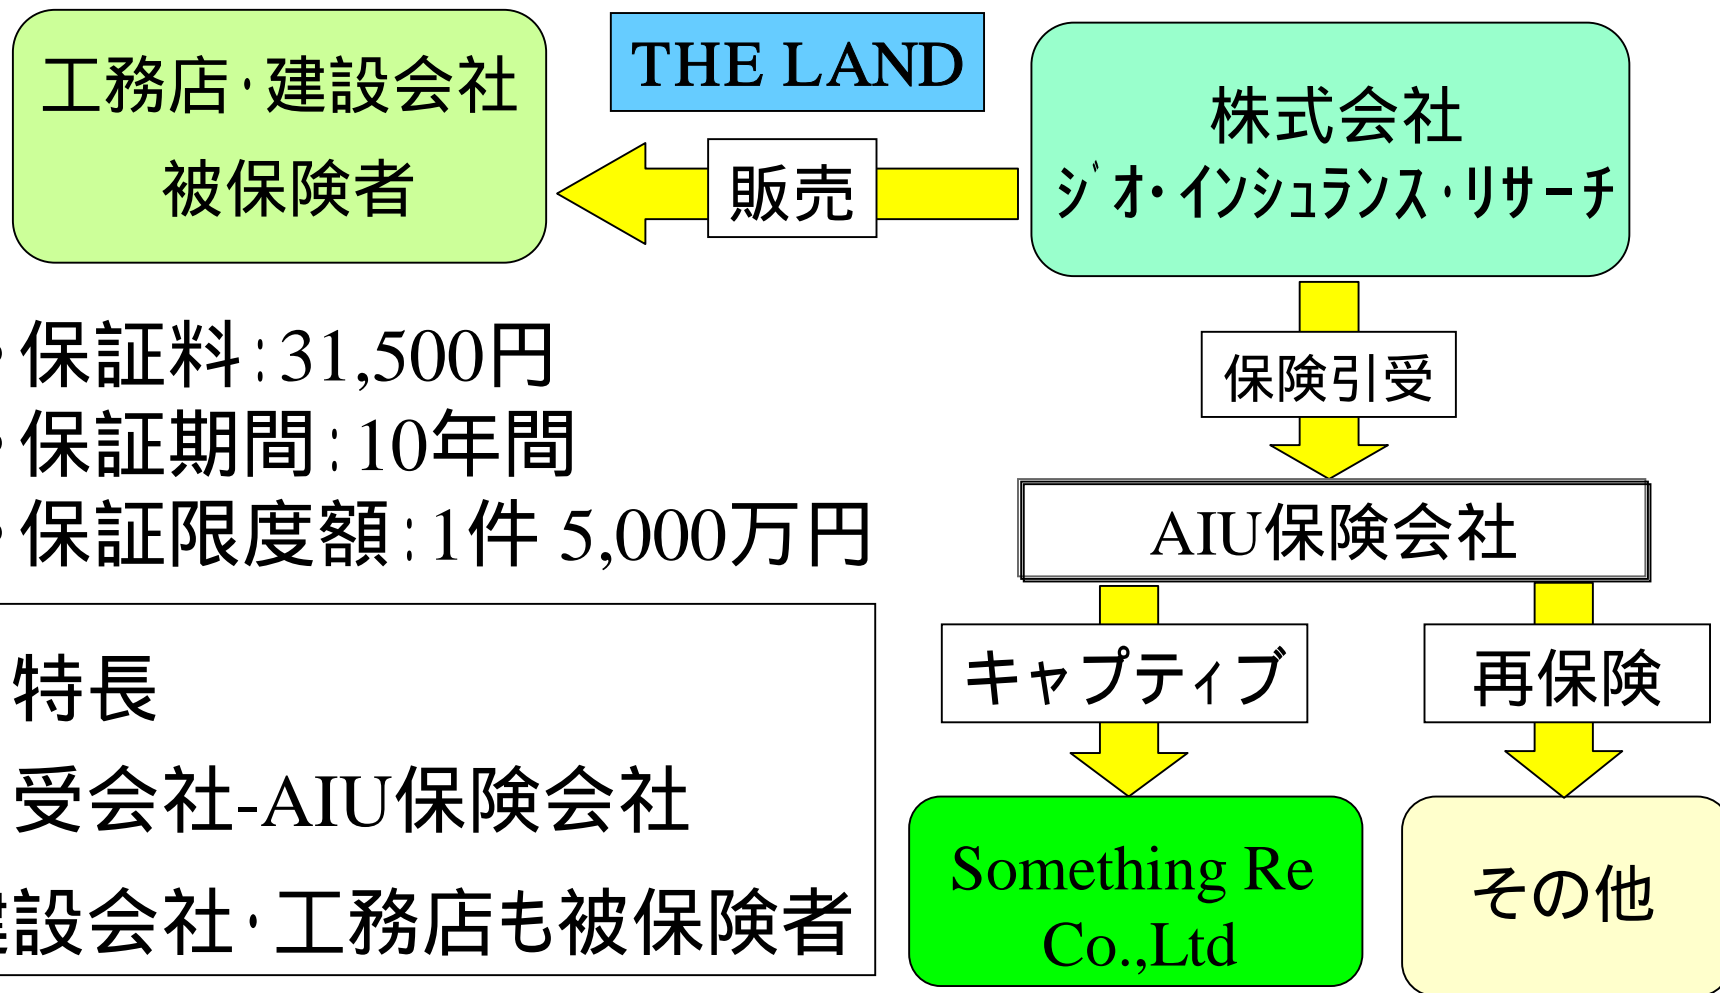 工務店・建設会社
被保険者
THE LAND
販売
株式会社
ジオ・インシュランス・リサーチ
・保証料:31,500円
・保証期間:10年間
・保証限度額:1件 5,000万円
保険引受
AIU保険会社
特長
受会社-AIU保険会社
建設会社・工務店も被保険者
キャプティブ
再保険
Something Re
Co.,Ltd
その他